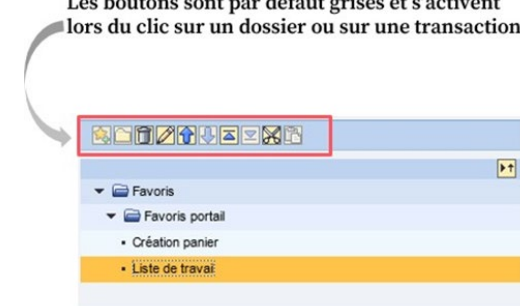 Les boutons sont par défaut grisés et s'activent
lors du clic sur un dossier ou sur une transaction
Favoris
Favoris portail
Création panier
Liste de travail